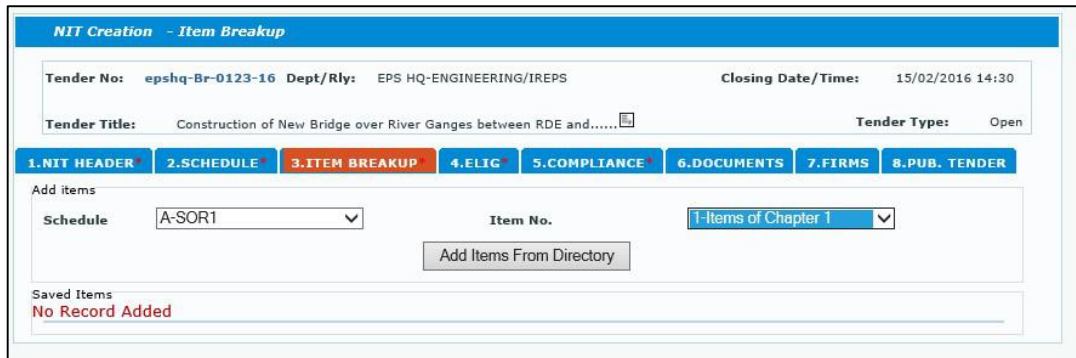 NIT Creation - Item Breakup
Tender No: epshq-Br-0123-16 Dept/Rly: EPS HQ-ENGINEERING/IREPS Closing Date/Time: 15/02/2016 14:30
Tender Title: Construction of New Bridge over River Ganges between RDE and...... Tender Type: Open
1.NIT HEADER* 2.SCHEDULE* 3.ITEM BREAKUP* 4.ELIG* 5.COMPLIANCE* 6.DOCUMENTS 7.FIRMS 8.PUB. TENDER
Add items
Schedule A-SOR1 Item No. 1-Items of Chapter 1
Add Items From Directory
Saved Items
No Record Added